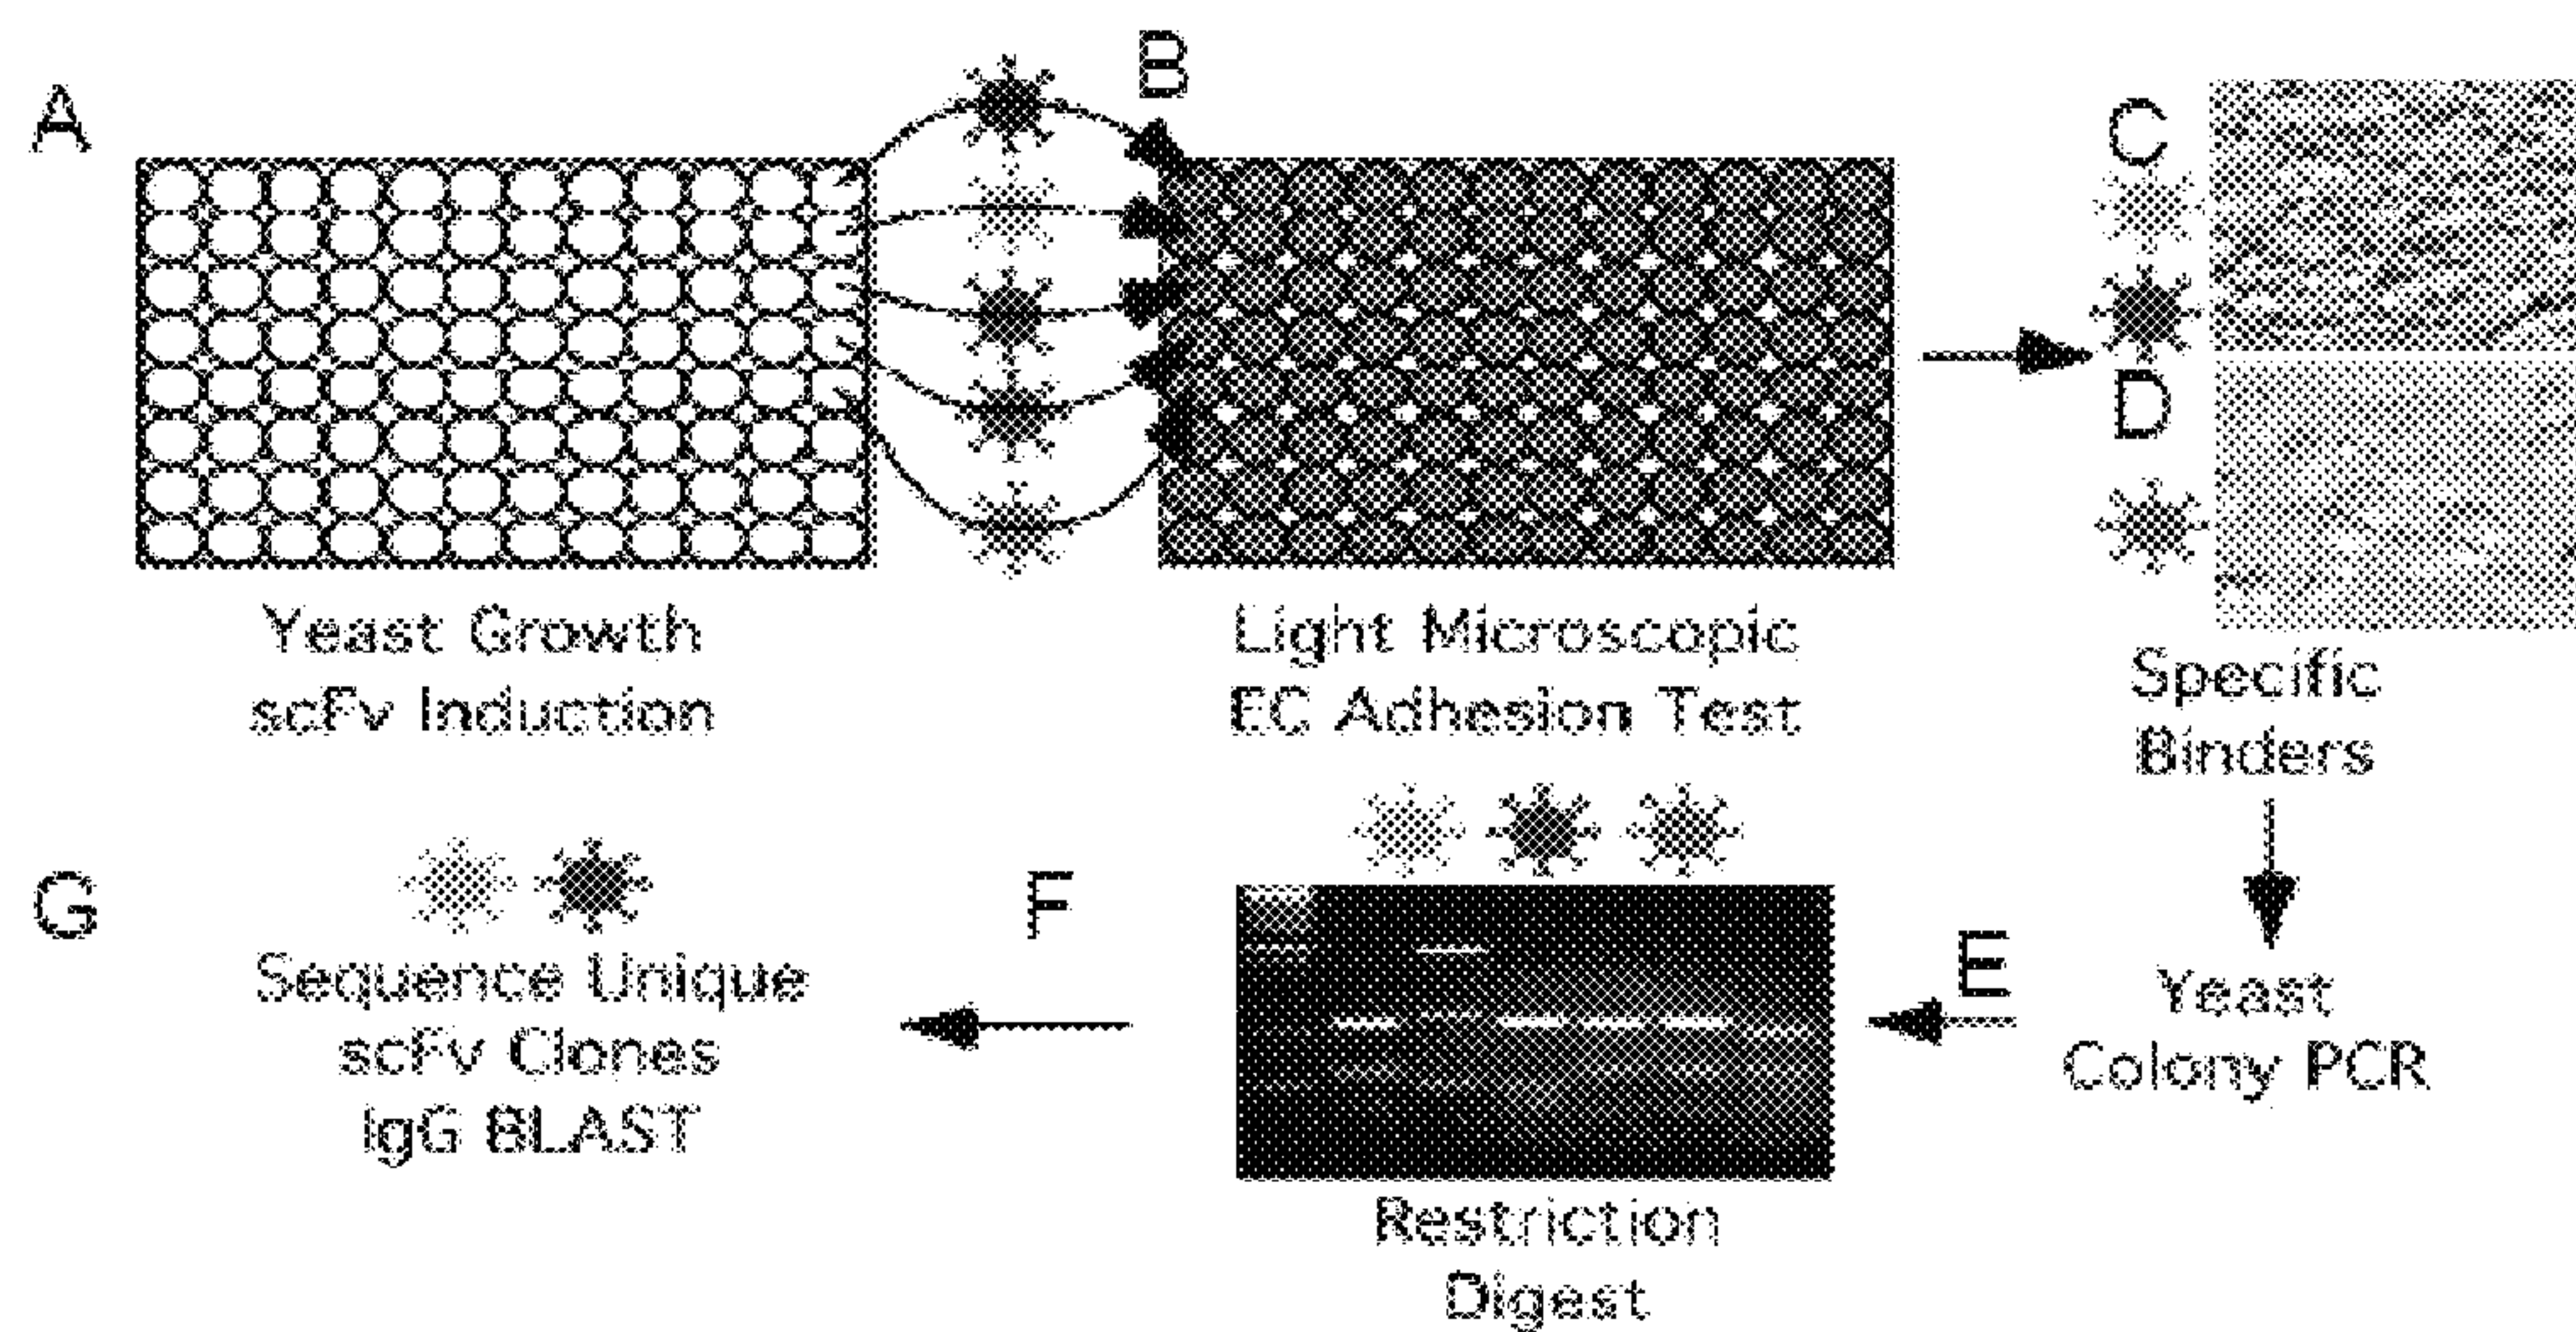 A
B
C
D
Yeast Growth
scFv Induction
Light Microscopic
EC Adhesion Test
Specific
Binders
Yeast
Colony PCR
E
Restriction
Digest
F
G
Sequence Unique
scFv Clones
IgG BLAST